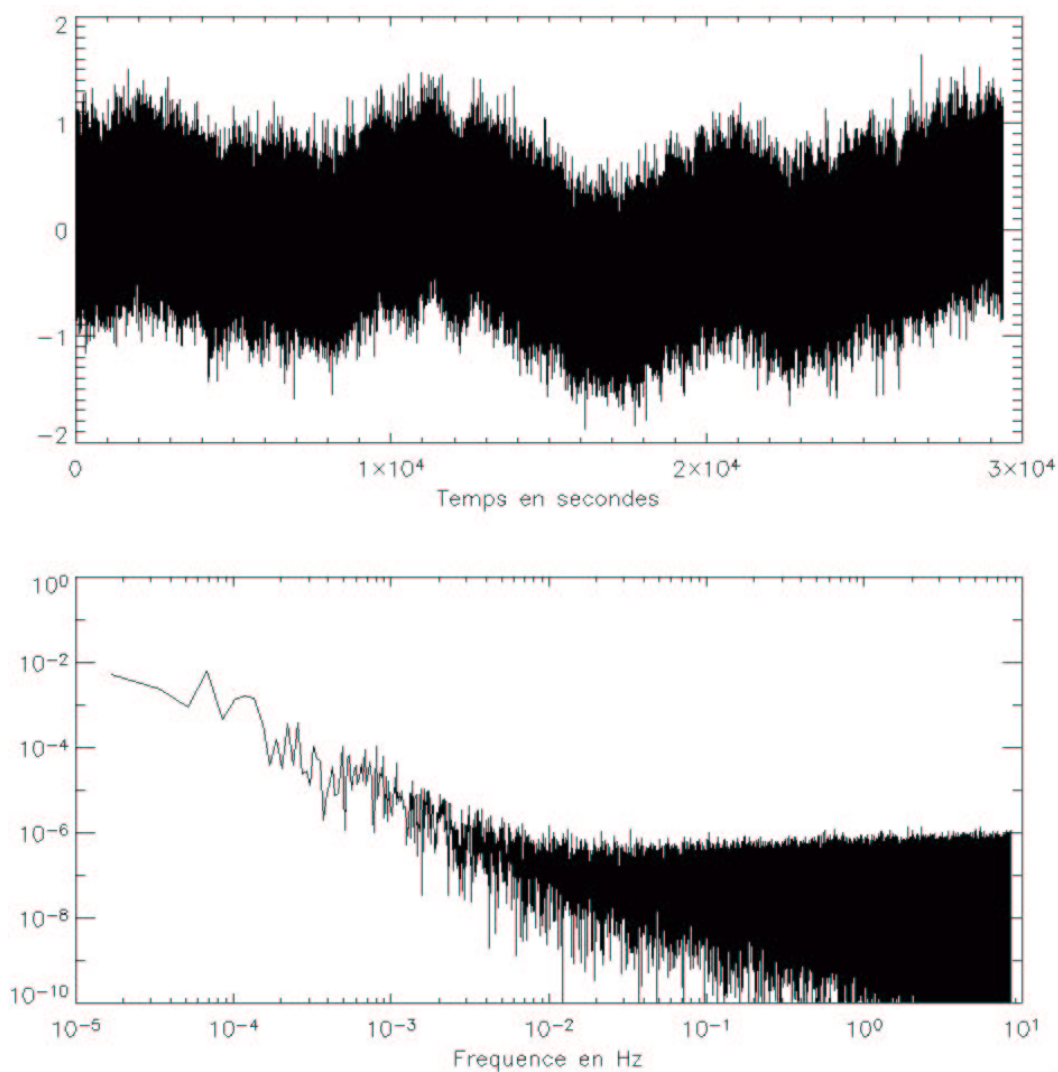 2
1
0
−1
−2
0 1×10⁴ 2×10⁴ 3×10⁴
Temps en secondes
10⁰
10⁻²
10⁻⁴
10⁻⁶
10⁻⁸
10⁻¹⁰
10⁻⁵ 10⁻⁴ 10⁻³ 10⁻² 10⁻¹ 10⁰ 10¹
Frequence en Hz